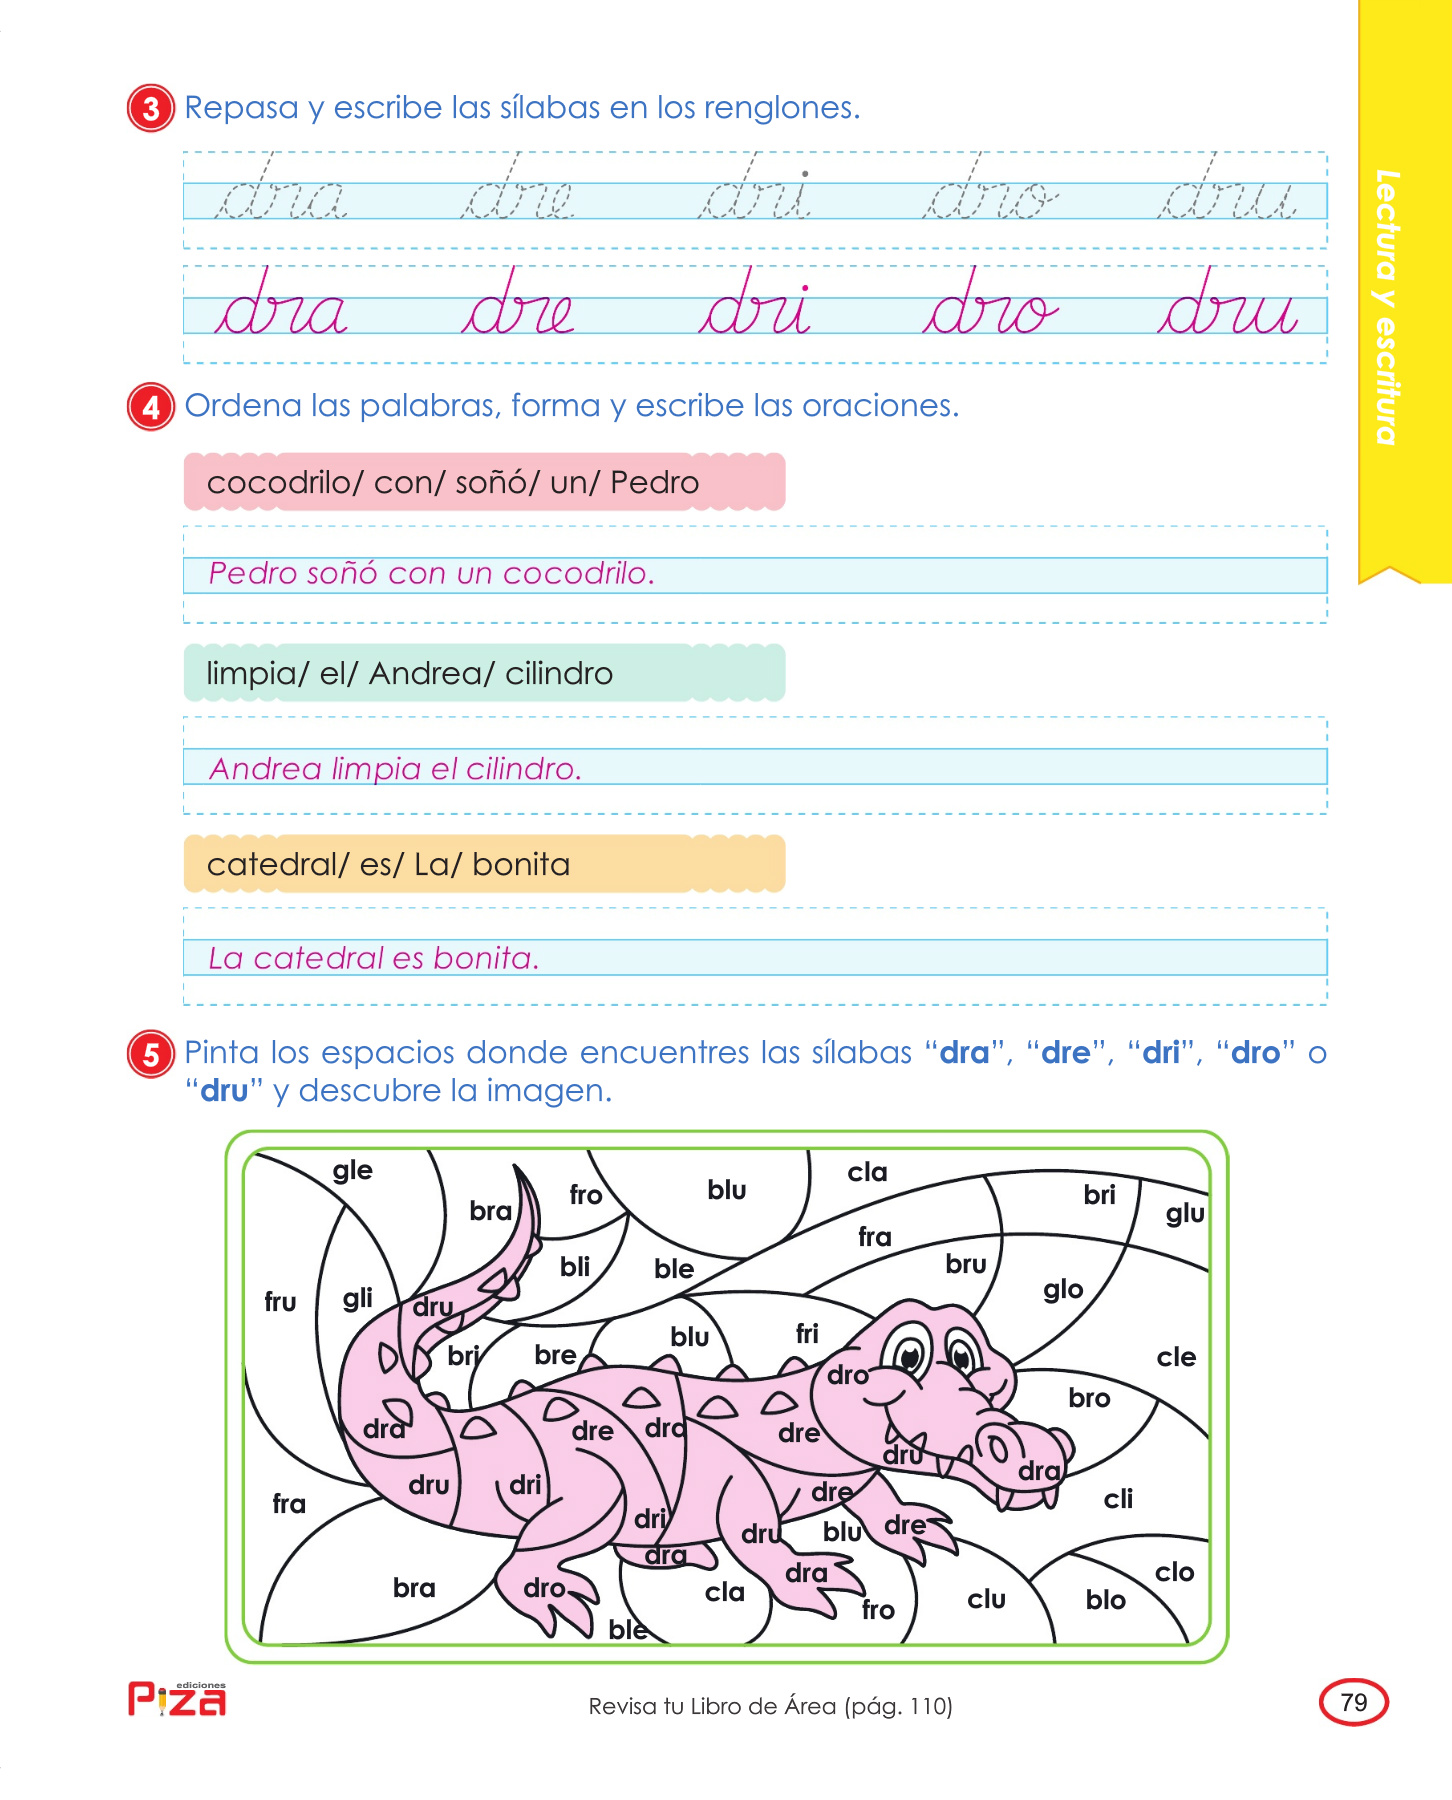 3 Repasa y escribe las sílabas en los renglones.
dra dre dri dro dru
dra dre dri dro dru
4 Ordena las palabras, forma y escribe las oraciones.
cocodrilo/ con/ soñó/ un/ Pedro
Pedro soñó con un cocodrilo.
limpia/ el/ Andrea/ cilindro
Andrea limpia el cilindro.
catedral/ es/ La/ bonita
La catedral es bonita.
5 Pinta los espacios donde encuentres las sílabas “dra”, “dre”, “dri”, “dro” o
“dru” y descubre la imagen.
gle bra fro blu cla bri glu
fra
bli ble bru glo
fru gli dru
blu fri
bri bre dro cle
bro
dra dre dra dre
dru dra
dru dri dre cli
fra dri dru blu dre
dra dra clo
bra dro cla clu blo
fro
ble
Lectura y escritura
Piza ediciones
Revisa tu Libro de Área (pág. 110)
79